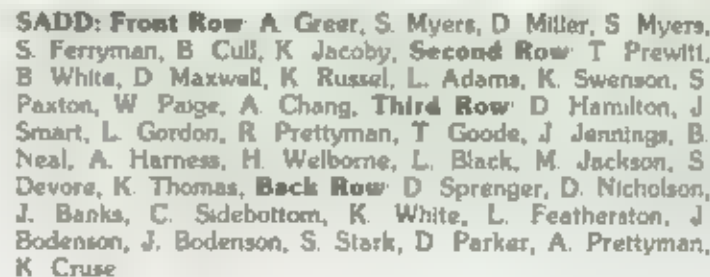 SADD: Front Row: A. Greer, S. Myers, D. Miller, S. Myers,
S. Ferryman, B. Cull, K. Jacoby, Second Row: T. Prewitt,
B. White, D. Maxwell, K. Russel, L. Adams, K. Swenson, S.
Paxton, W. Paige, A. Chang, Third Row: D. Hamilton, J.
Smart, L. Gordon, R. Prettyman, T. Goode, J. Jennings, B.
Neal, A. Harness, H. Welborne, L. Black, M. Jackson, S.
Devore, K. Thomas, Back Row: D. Sprenger, D. Nicholson,
J. Banks, C. Sidebottom, K. White, L. Featherston, J.
Bodenson, J. Bodenson, S. Stark, D. Parker, A. Prettyman,
K. Cruse